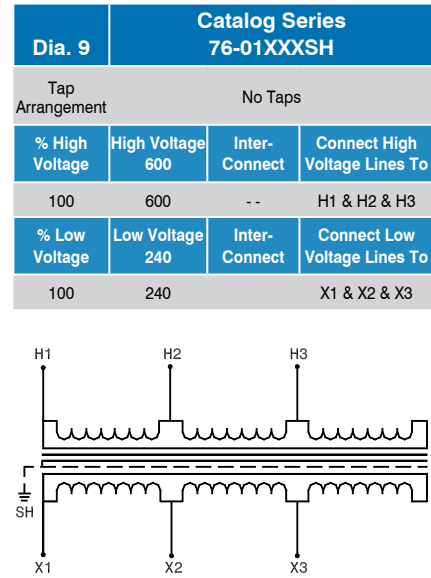 Dia. 9
Catalog Series
76-01XXXSH
Tap
Arrangement
No Taps
% High
Voltage
High Voltage
600
Inter-
Connect
Connect High
Voltage Lines To
100
600
- -
H1 & H2 & H3
% Low
Voltage
Low Voltage
240
Inter-
Connect
Connect Low
Voltage Lines To
100
240
X1 & X2 & X3
H1
H2
H3
SH
X1
X2
X3